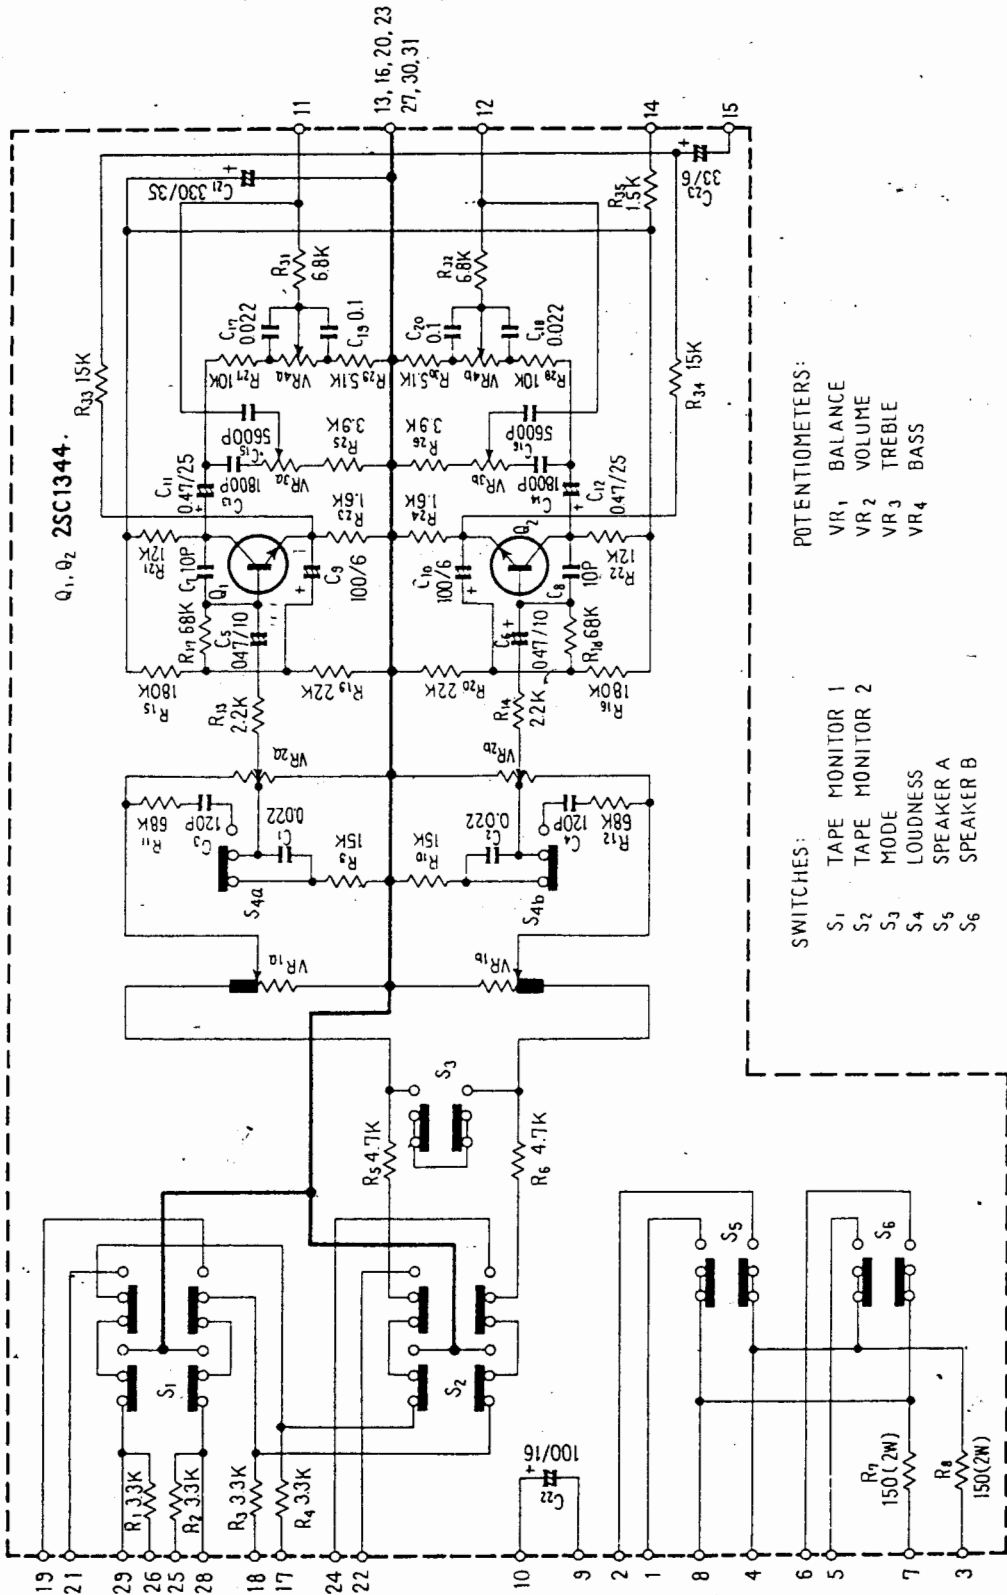 Q1, Q2 2SC1344.
R33 15K
C21 330/35
11
13, 16, 20, 23
27, 30, 31
12
14
15
R35
1.5K
C23
33/6
R31
6.8K
R32
6.8K
C17
0.022
C19 0.1
C20
0.1
C18
0.022
R27 10K
VR4a
R29 5.1K
R30 5.1K
VR4b
R28 10K
R34 15K
5600P
C15
3.9K
R25
3.9K
R26
5600P
C16
C11
0.47/25
1800P
VR3a
VR3b
1800P
C14
C12
0.47/25
R21
12K
C7 10P
Q1
1.6K
R23
1.6K
R24
C9
100/6
C10
100/6
Q2
C8
10P
12K
R22
R17 68K
C5
047/10
C6
047/10
R18 68K
180K
R15
R19 22K
R20 22K
180K
R16
R13
2.2K
R14
2.2K
VR2a
VR2b
R11
68K
C3
120P
C1
0.022
R9
15K
R10
15K
C2
0.022
C4
120P
68K
R12
S4a
S4b
VR1a
VR1b
S3
R5 4.7K
R6 4.7K
S1
S2
R1 3.3K
R2 3.3K
R3 3.3K
R4 3.3K
C22
100/16
S5
S6
R7
150(2W)
R8
150(2W)
19
21
29
26
25
28
18
17
24
22
10
9
2
1
8
4
6
5
7
3
SWITCHES:
S1 TAPE MONITOR 1
S2 TAPE MONITOR 2
S3 MODE
S4 LOUDNESS
S5 SPEAKER A
S6 SPEAKER B
POTENTIOMETERS:
VR1 BALANCE
VR2 VOLUME
VR3 TREBLE
VR4 BASS